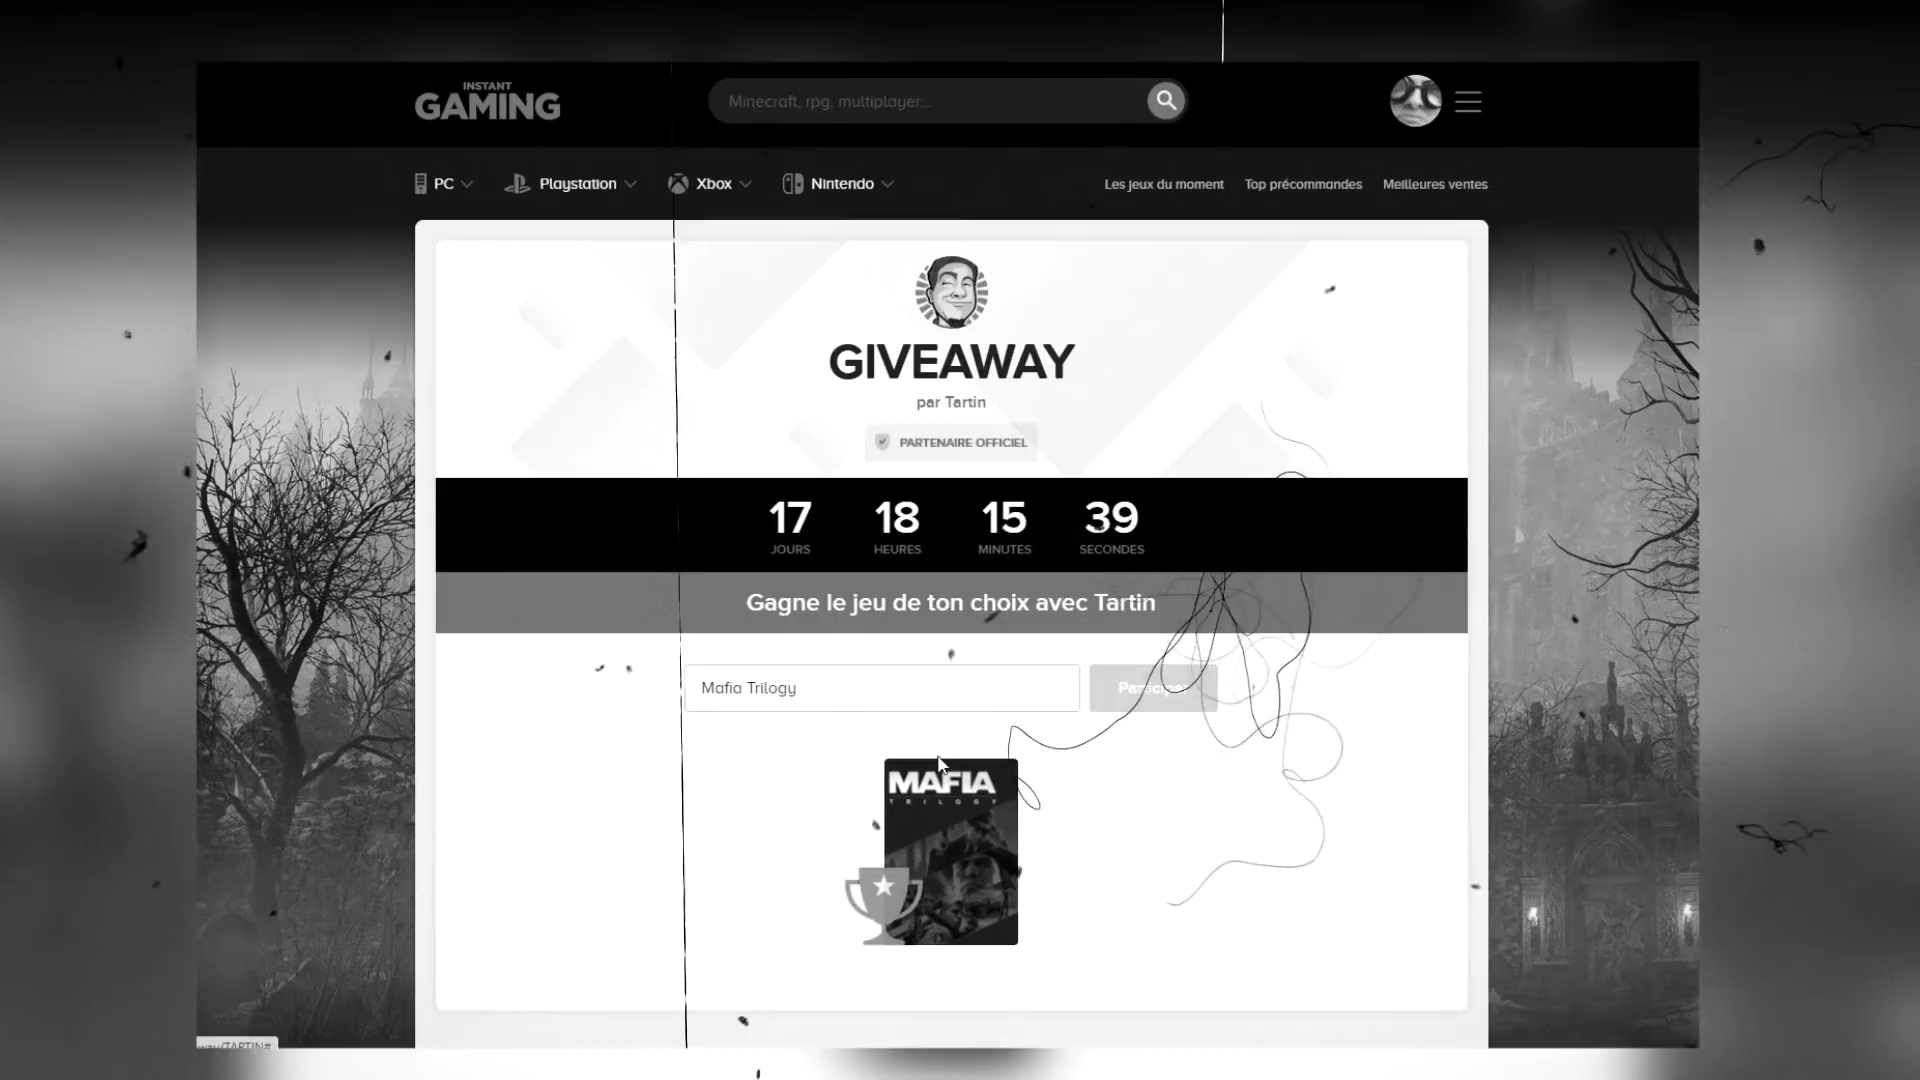 INSTANT
GAMING
Minecraft, rpg, multiplayer...
PC
Playstation
Xbox
Nintendo
Les jeux du moment
Top précommandes
Meilleures ventes
GIVEAWAY
par Tartin
PARTENAIRE OFFICIEL
17 18 15 39
JOURS HEURES MINUTES SECONDES
Gagne le jeu de ton choix avec Tartin
Mafia Trilogy
Participer
MAFIA
TRILOGY